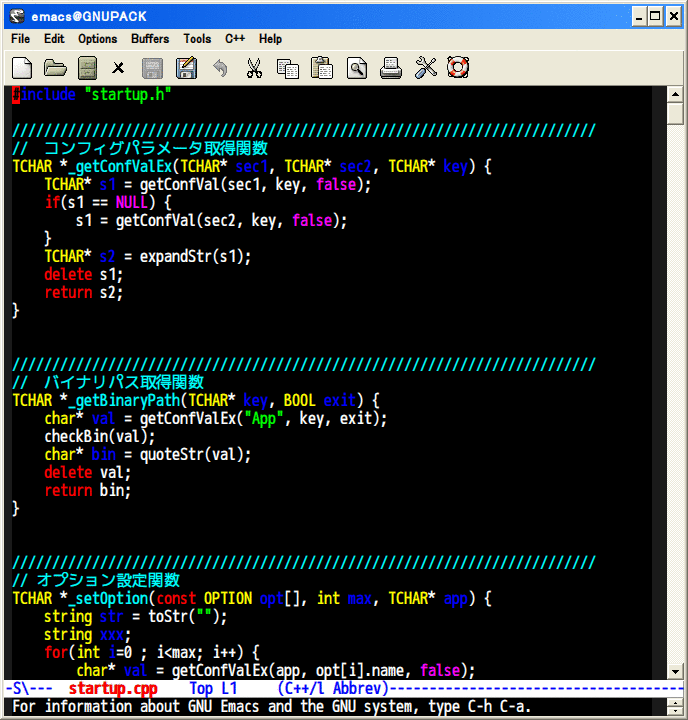 emacs@GNUPACK
File Edit Options Buffers Tools C++ Help
#include "startup.h"
/////////////////////////////////////////////////////////////////////////
//  コンフィグパラメータ取得関数
TCHAR *_getConfValEx(TCHAR* sec1, TCHAR* sec2, TCHAR* key) {
    TCHAR* s1 = getConfVal(sec1, key, false);
    if(s1 == NULL) {
        s1 = getConfVal(sec2, key, false);
    }
    TCHAR* s2 = expandStr(s1);
    delete s1;
    return s2;
}
/////////////////////////////////////////////////////////////////////////
//  バイナリパス取得関数
TCHAR *_getBinaryPath(TCHAR* key, BOOL exit) {
    char* val = getConfValEx("App", key, exit);
    checkBin(val);
    char* bin = quoteStr(val);
    delete val;
    return bin;
}
/////////////////////////////////////////////////////////////////////////
// オプション設定関数
TCHAR *_setOption(const OPTION opt[], int max, TCHAR* app) {
    string str = toStr("");
    string xxx;
    for(int i=0 ; i<max; i++) {
        char* val = getConfValEx(app, opt[i].name, false);
-S\---  startup.cpp    Top L1     (C++/l Abbrev)-------------------------------------
For information about GNU Emacs and the GNU system, type C-h C-a.